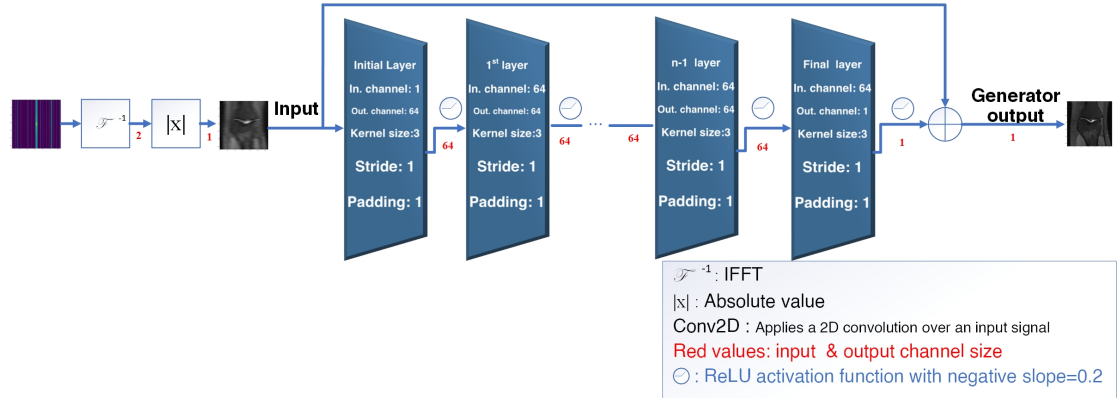 ℱ ⁻¹
2
|x|
1
Input
Initial Layer
In. channel: 1
Out. channel: 64
Kernel size:3
Stride: 1
Padding: 1
64
1ˢᵗ layer
In. channel: 64
Out. channel: 64
Kernel size:3
Stride: 1
Padding: 1
64
...
64
n-1 layer
In. channel: 64
Out. channel: 64
Kernel size:3
Stride: 1
Padding: 1
64
Final layer
In. channel: 64
Out. channel: 1
Kernel size:3
Stride: 1
Padding: 1
1
Generator
output
1
ℱ ⁻¹ : IFFT
|x| : Absolute value
Conv2D : Applies a 2D convolution over an input signal
Red values: input & output channel size
: ReLU activation function with negative slope=0.2